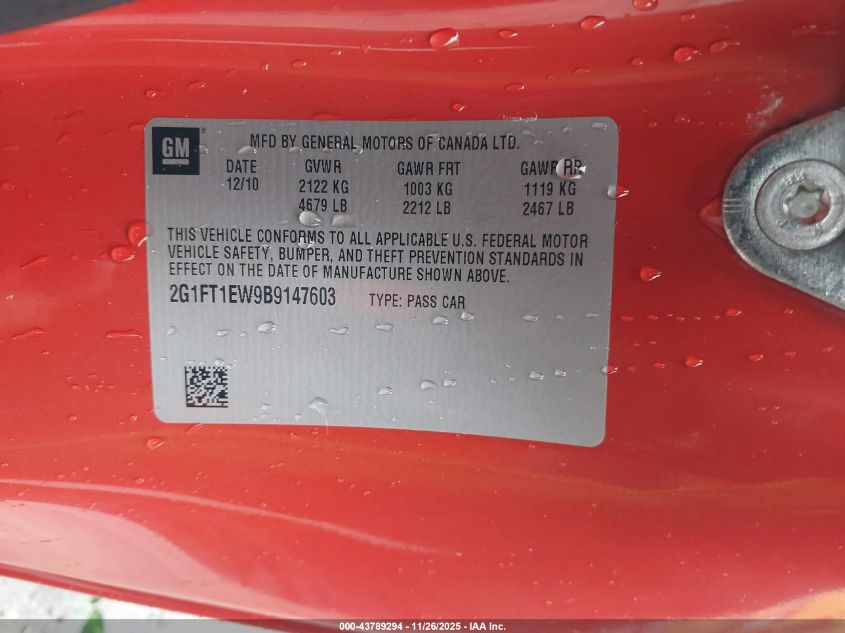 GM
MFD BY GENERAL MOTORS OF CANADA LTD.
DATE GVWR GAWR FRT GAWR RR
12/10 2122 KG 1003 KG 1119 KG
4679 LB 2212 LB 2467 LB
THIS VEHICLE CONFORMS TO ALL APPLICABLE U.S. FEDERAL MOTOR
VEHICLE SAFETY, BUMPER, AND THEFT PREVENTION STANDARDS IN
EFFECT ON THE DATE OF MANUFACTURE SHOWN ABOVE.
2G1FT1EW9B9147603 TYPE: PASS CAR
000-43789294 - 11/26/2025 - IAA Inc.